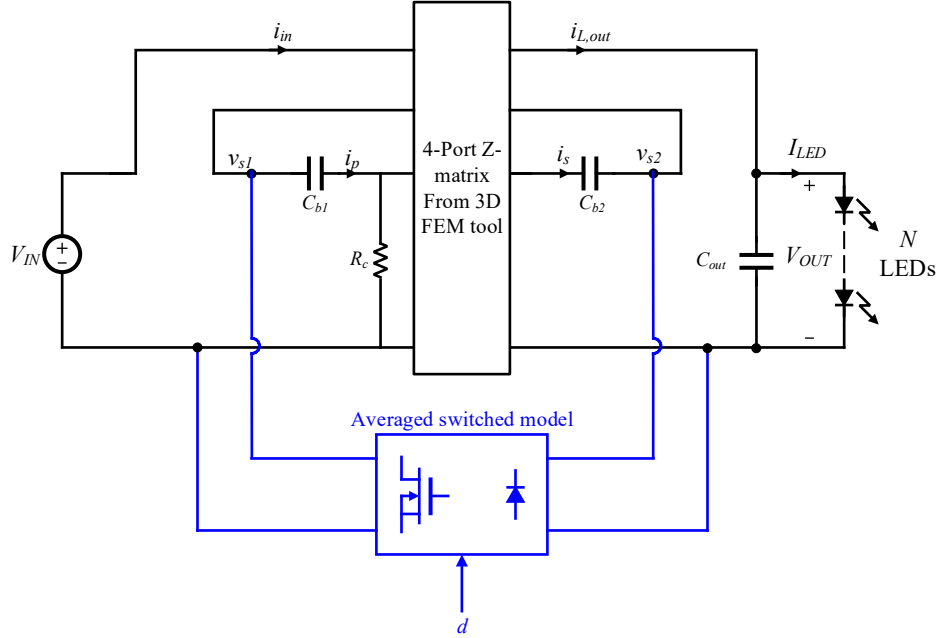 i_in
i_L,out
v_s1
i_p
C_b1
4-Port Z-
matrix
From 3D
FEM tool
i_s
v_s2
C_b2
I_LED
+
V_IN
+
−
R_c
C_out
V_OUT
N
LEDs
−
Averaged switched model
d